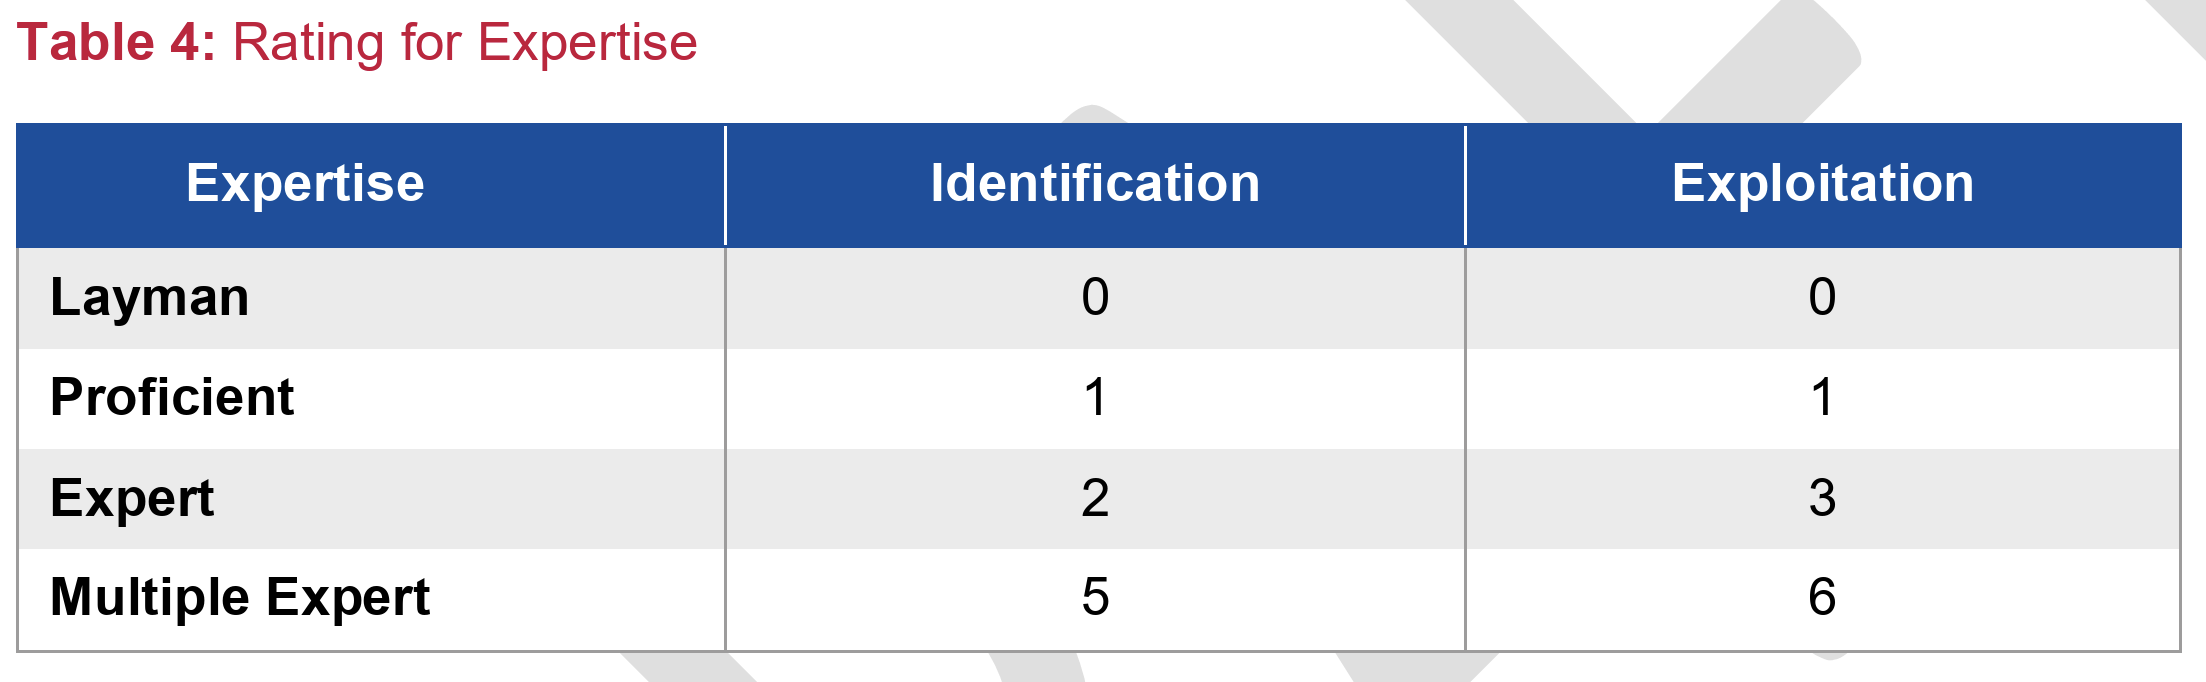 Table 4: Rating for Expertise
Expertise Identification Exploitation
Layman 0 0
Proficient 1 1
Expert 2 3
Multiple Expert 5 6